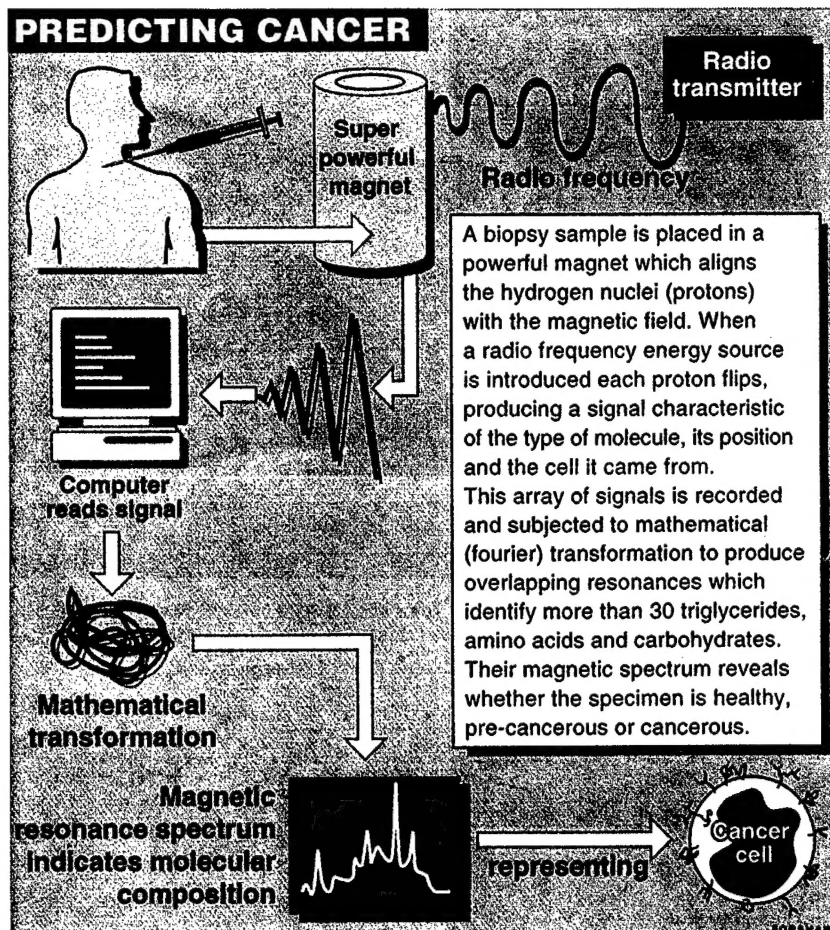 PREDICTING CANCER
Super
powerful
magnet
Radio
transmitter
Radio frequency
A biopsy sample is placed in a
powerful magnet which aligns
the hydrogen nuclei (protons)
with the magnetic field. When
a radio frequency energy source
is introduced each proton flips,
producing a signal characteristic
of the type of molecule, its position
and the cell it came from.
This array of signals is recorded
and subjected to mathematical
(fourier) transformation to produce
overlapping resonances which
identify more than 30 triglycerides,
amino acids and carbohydrates.
Their magnetic spectrum reveals
whether the specimen is healthy,
pre-cancerous or cancerous.
Computer
reads signal
Mathematical
transformation
Magnetic
resonance spectrum
indicates molecular
composition
representing
Cancer
cell